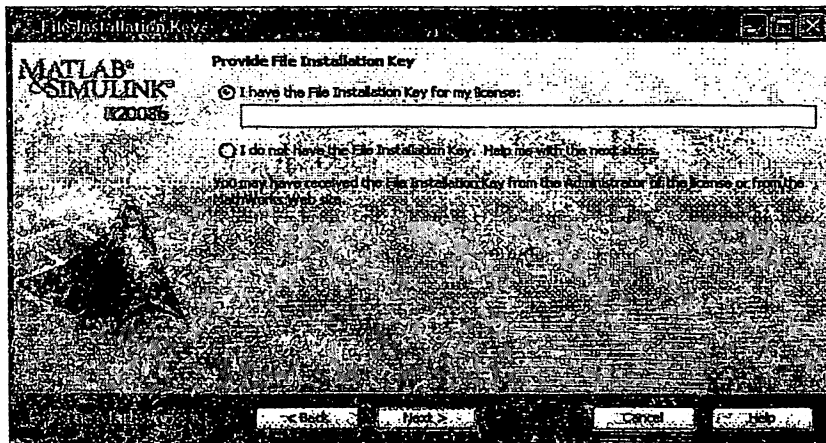 File Installation Keys
MATLAB®
&SIMULINK®
R2008b
Provide File Installation Key
I have the File Installation Key for my license:
I do not have the File Installation Key. Help me with the next steps.
You may have received the File Installation Key from the Administrator of the license or from the
MathWorks Web site.
< Back
Next >
Cancel
Help